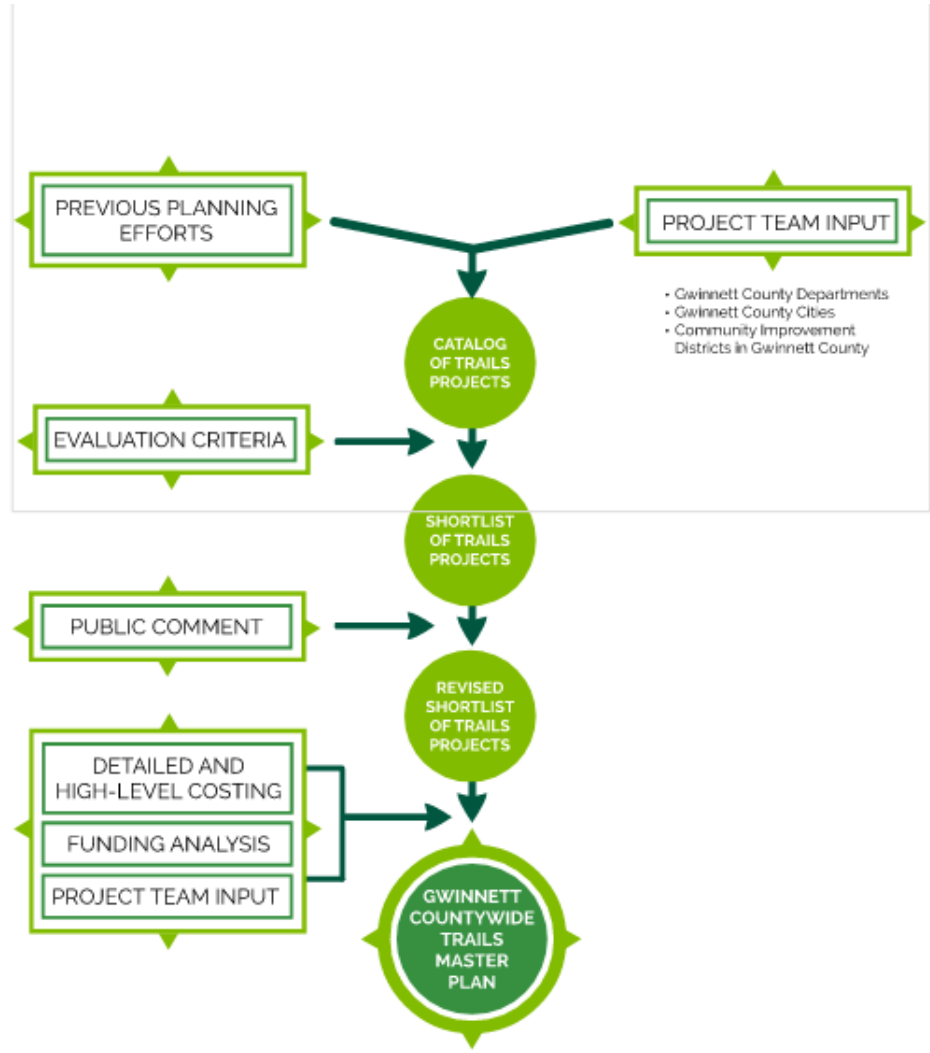 PREVIOUS PLANNING
EFFORTS
PROJECT TEAM INPUT
• Gwinnett County Departments
• Gwinnett County Cities
• Community Improvement
Districts in Gwinnett County
CATALOG
OF TRAILS
PROJECTS
EVALUATION CRITERIA
SHORTLIST
OF TRAILS
PROJECTS
PUBLIC COMMENT
REVISED
SHORTLIST
OF TRAILS
PROJECTS
DETAILED AND
HIGH-LEVEL COSTING
FUNDING ANALYSIS
PROJECT TEAM INPUT
GWINNETT
COUNTYWIDE
TRAILS
MASTER
PLAN